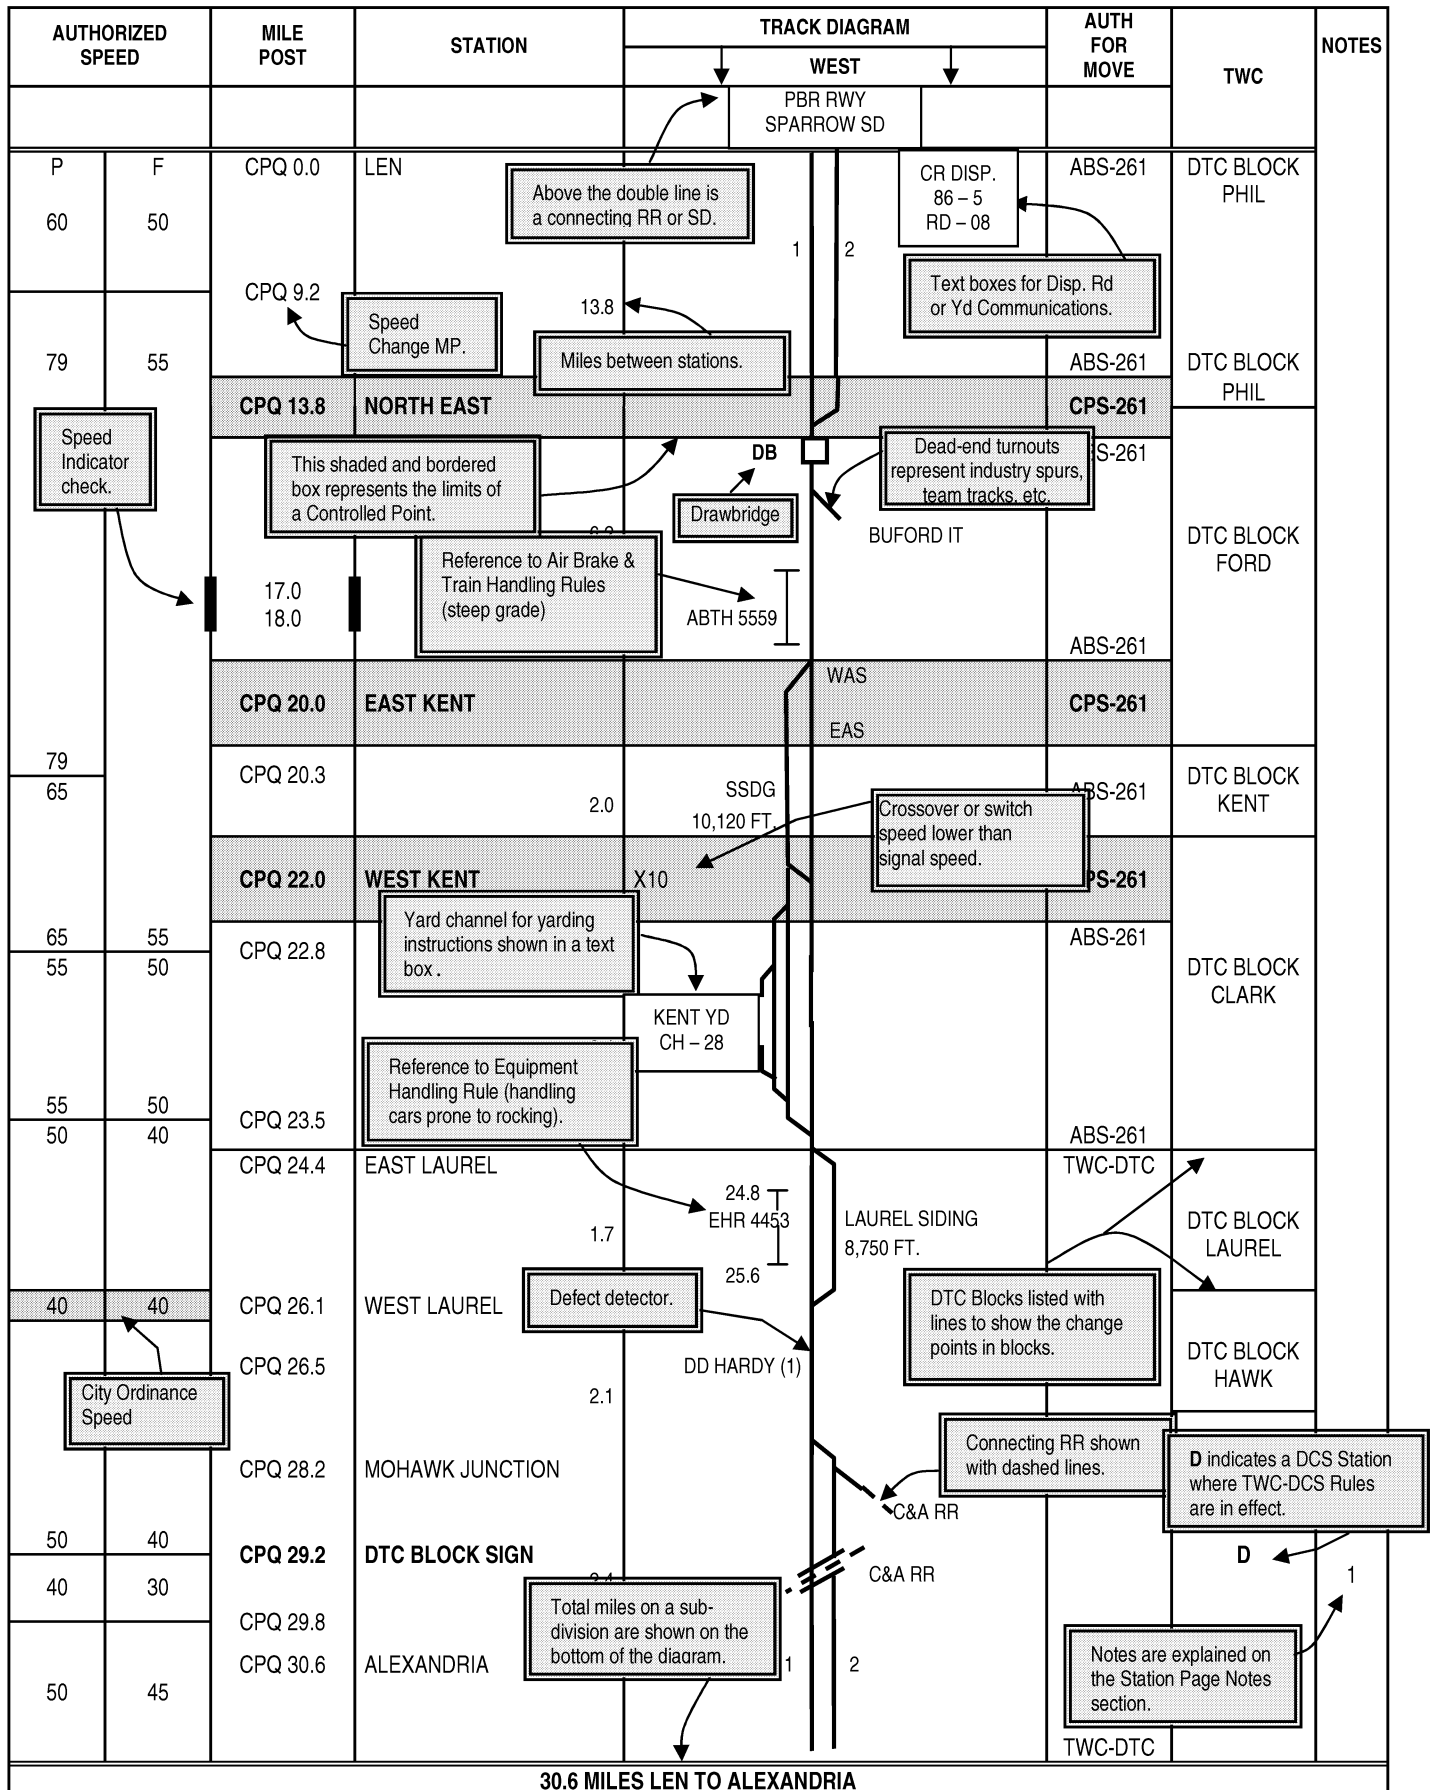 AUTHORIZED
SPEED
MILE
POST
STATION
TRACK DIAGRAM
WEST
AUTH
FOR
MOVE
TWC
NOTES
PBR RWY
SPARROW SD
P F
CPQ 0.0 LEN
ABS-261
DTC BLOCK
PHIL
60 50
Above the double line is
a connecting RR or SD.
CR DISP.
86 – 5
RD – 08
1 2
Text boxes for Disp. Rd
or Yd Communications.
CPQ 9.2
Speed
Change MP.
13.8
Miles between stations.
79 55
ABS-261
DTC BLOCK
PHIL
CPQ 13.8 NORTH EAST CPS-261
Speed
Indicator
check.
This shaded and bordered
box represents the limits of
a Controlled Point.
DB
Drawbridge
Dead-end turnouts
represent industry spurs,
team tracks, etc.
S-261
BUFORD IT
DTC BLOCK
FORD
Reference to Air Brake &
Train Handling Rules
(steep grade)
17.0
18.0
ABTH 5559
ABS-261
WAS
CPQ 20.0 EAST KENT CPS-261
EAS
79
65
CPQ 20.3
2.0
SSDG
10,120 FT.
ABS-261
DTC BLOCK
KENT
Crossover or switch
speed lower than
signal speed.
CPQ 22.0 WEST KENT X10 PS-261
Yard channel for yarding
instructions shown in a text
box .
65 55
55 50
CPQ 22.8
ABS-261
DTC BLOCK
CLARK
KENT YD
CH – 28
Reference to Equipment
Handling Rule (handling
cars prone to rocking).
55 50
50 40
CPQ 23.5
ABS-261
CPQ 24.4 EAST LAUREL TWC-DTC
24.8
EHR 4453
25.6
1.7
LAUREL SIDING
8,750 FT.
DTC BLOCK
LAUREL
40 40
CPQ 26.1 WEST LAUREL
Defect detector.
DTC Blocks listed with
lines to show the change
points in blocks.
CPQ 26.5
DD HARDY (1)
DTC BLOCK
HAWK
City Ordinance
Speed
2.1
Connecting RR shown
with dashed lines.
D indicates a DCS Station
where TWC-DCS Rules
are in effect.
CPQ 28.2 MOHAWK JUNCTION
C&A RR
50 40
CPQ 29.2 DTC BLOCK SIGN
D
40 30
C&A RR
1
Total miles on a sub-
division are shown on the
bottom of the diagram.
CPQ 29.8
CPQ 30.6 ALEXANDRIA
1 2
Notes are explained on
the Station Page Notes
section.
50 45
TWC-DTC
30.6 MILES LEN TO ALEXANDRIA